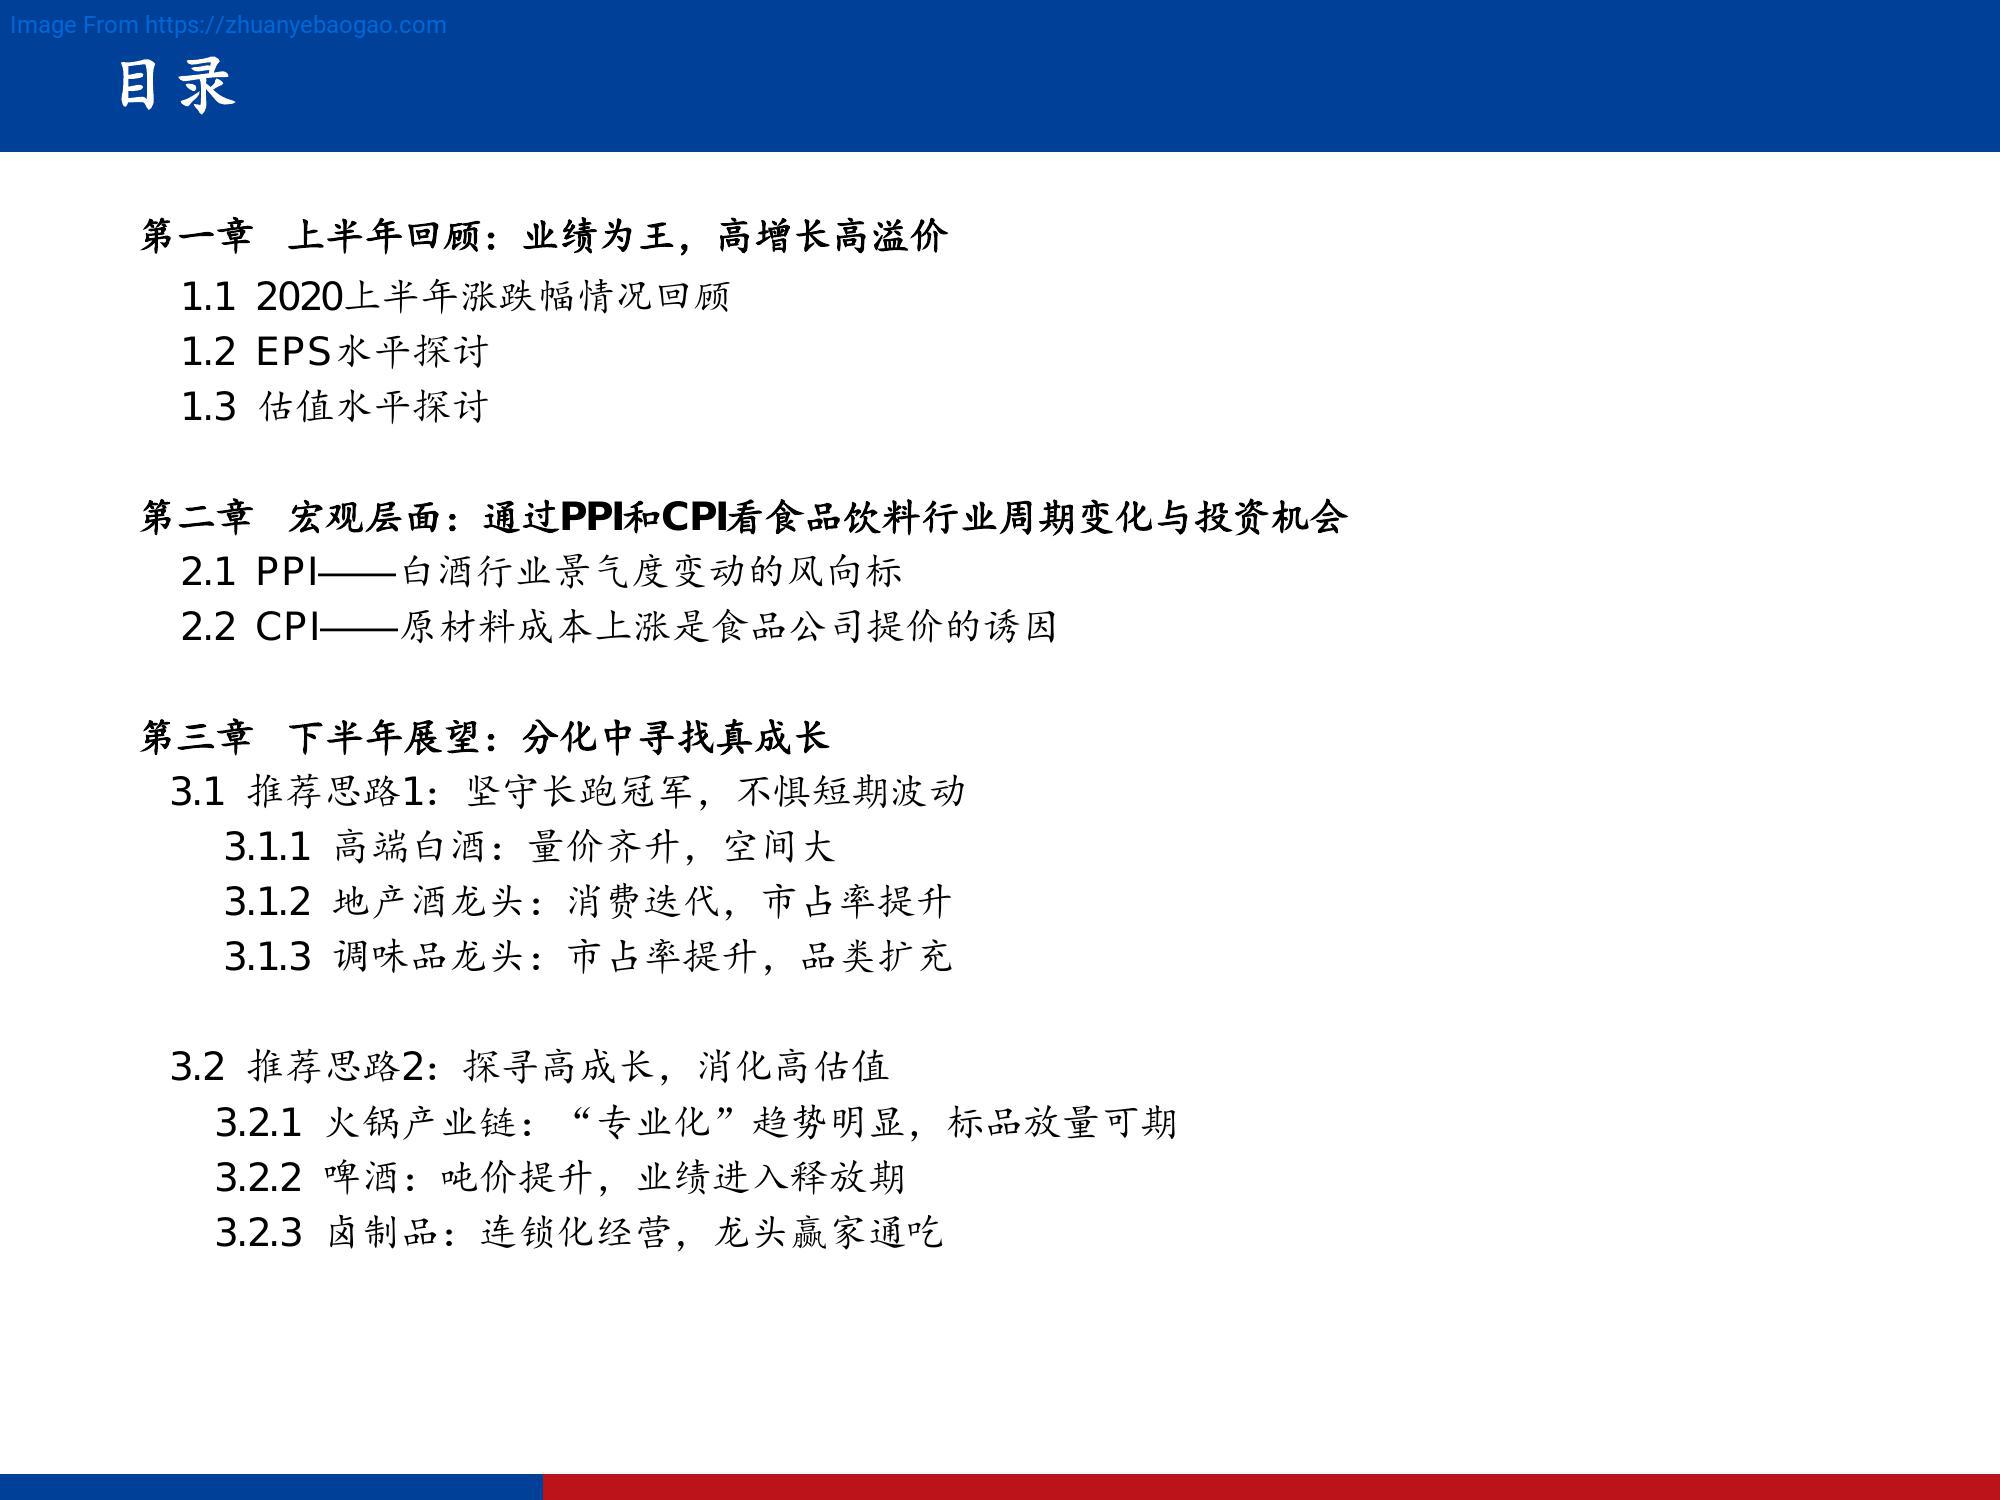 Image From https://zhuanyebaogao.com
目录
第一章 上半年回顾：业绩为王，高增长高溢价
1.1 2020上半年涨跌幅情况回顾
1.2 EPS水平探讨
1.3 估值水平探讨
第二章 宏观层面：通过PPI和CPI看食品饮料行业周期变化与投资机会
2.1 PPI——白酒行业景气度变动的风向标
2.2 CPI——原材料成本上涨是食品公司提价的诱因
第三章 下半年展望：分化中寻找真成长
3.1 推荐思路1：坚守长跑冠军，不惧短期波动
3.1.1 高端白酒：量价齐升，空间大
3.1.2 地产酒龙头：消费迭代，市占率提升
3.1.3 调味品龙头：市占率提升，品类扩充
3.2 推荐思路2：探寻高成长，消化高估值
3.2.1 火锅产业链：“专业化”趋势明显，标品放量可期
3.2.2 啤酒：吨价提升，业绩进入释放期
3.2.3 卤制品：连锁化经营，龙头赢家通吃